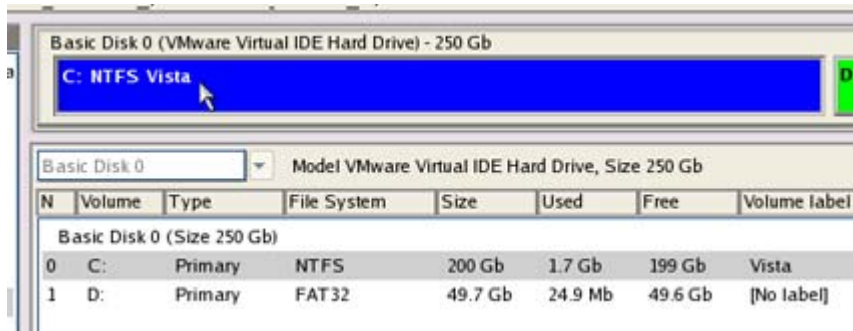 Basic Disk 0 (VMware Virtual IDE Hard Drive) - 250 Gb
C: NTFS Vista
D
Basic Disk 0 Model VMware Virtual IDE Hard Drive, Size 250 Gb
N Volume Type File System Size Used Free Volume label
Basic Disk 0 (Size 250 Gb)
0 C: Primary NTFS 200 Gb 1.7 Gb 199 Gb Vista
1 D: Primary FAT32 49.7 Gb 24.9 Mb 49.6 Gb [No label]